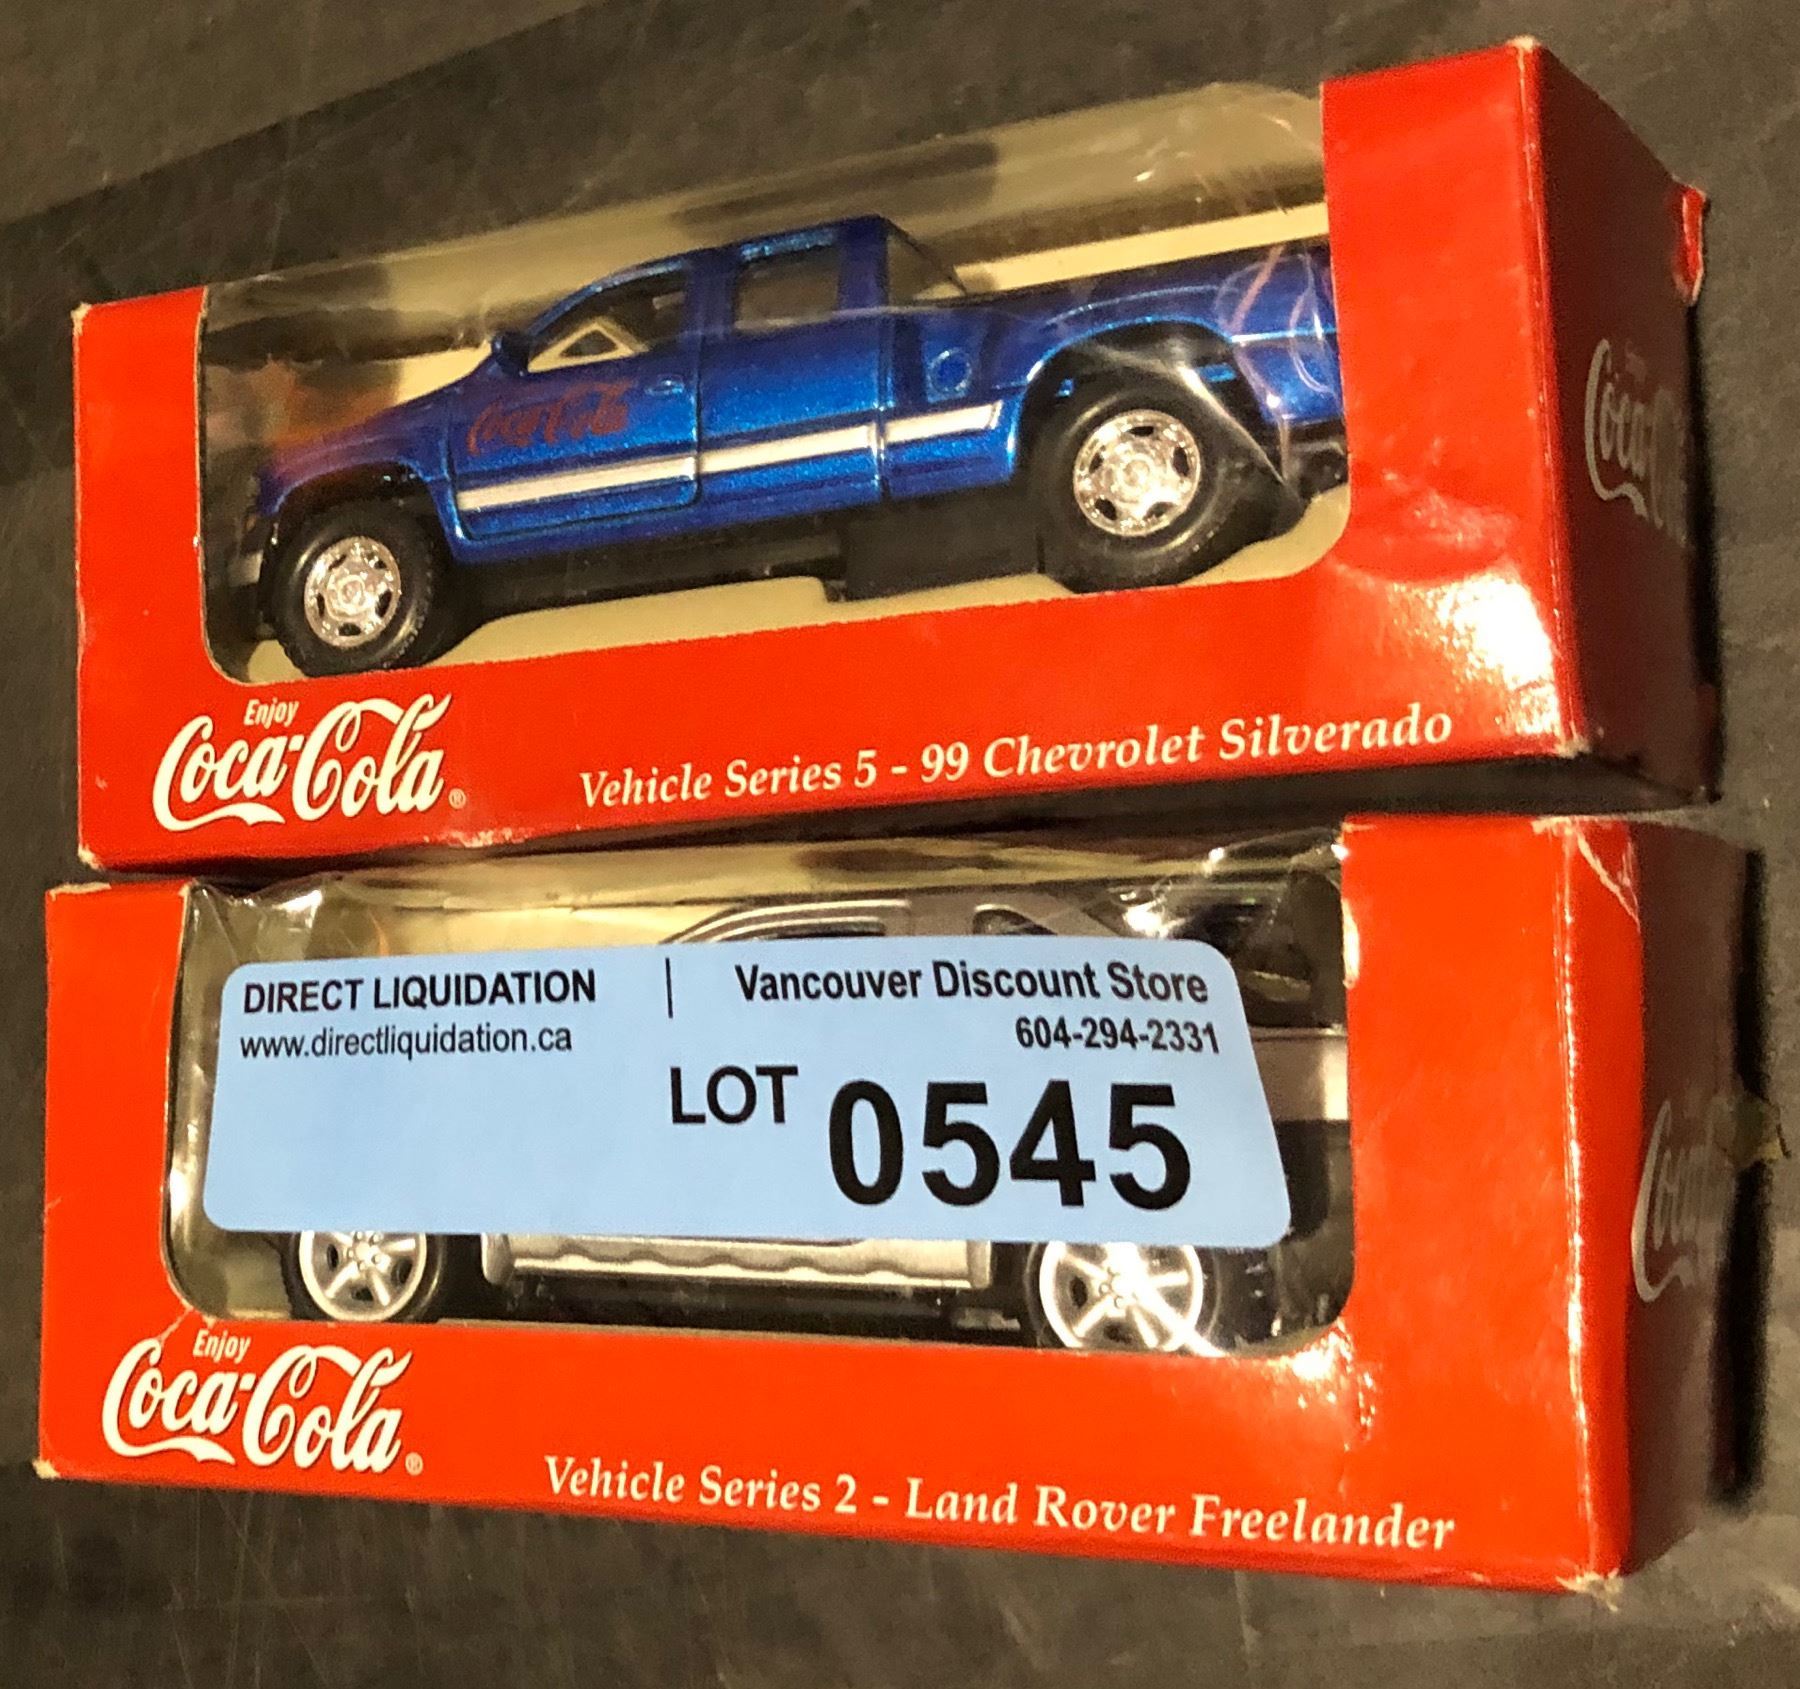 Coca-Cola
Enjoy
Coca-Cola®
Vehicle Series 5 - 99 Chevrolet Silverado
Coca
DIRECT LIQUIDATION | Vancouver Discount Store
www.directliquidation.ca 604-294-2331
LOT 0545
Enjoy
Coca-Cola®
Vehicle Series 2 - Land Rover Freelander
Coca